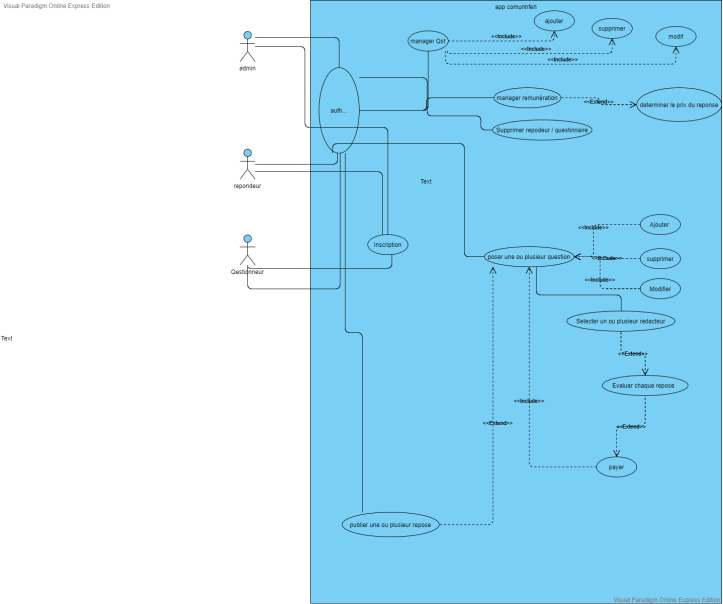 Visual Paradigm Online Express Edition
app comunhfen
admin
repondeur
Qestionneur
auth...
Inscription
manager Qst
<<Include>>
ajouter
<<Include>>
supprimer
<<Include>>
modif
manager remunération
<<Extend>>
determiner le prix du reponse
Supprimer repodeur / questinnaire
Text
poser une ou plusieur question
<<Include>>
Ajouter
<<Include>>
supprimer
<<Include>>
Modifier
Selecter un ou plusieur redacteur
Text
<<Extend>>
Evaluer chaque repose
<<Include>>
<<Extend>>
<<Extend>>
payer
publier une ou plusieur repose
Visual Paradigm Online Express Edition